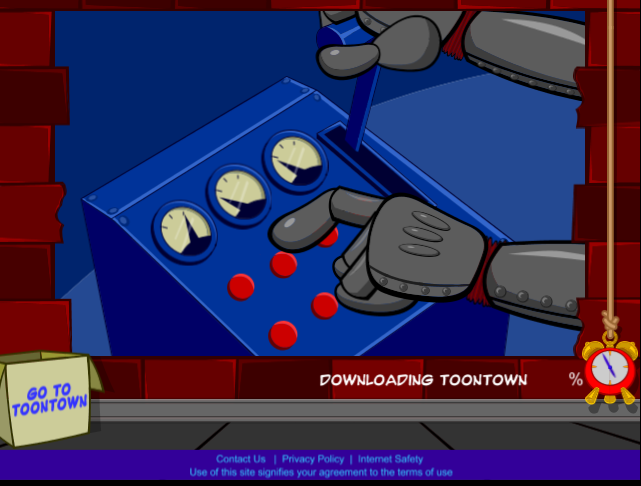 DOWNLOADING TOONTOWN %
GO TO
TOONTOWN
Contact Us | Privacy Policy | Internet Safety
Use of this site signifies your agreement to the terms of use